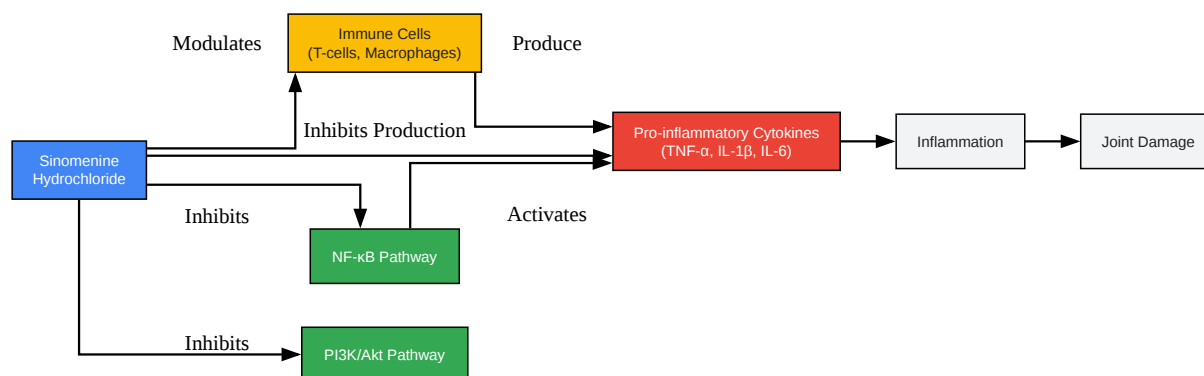 Modulates
Immune Cells
(T-cells, Macrophages)
Produce
Inhibits Production
Pro-inflammatory Cytokines
(TNF-α, IL-1β, IL-6)
Inflammation
Joint Damage
Sinomenine
Hydrochloride
Inhibits
Activates
NF-κB Pathway
Inhibits
PI3K/Akt Pathway